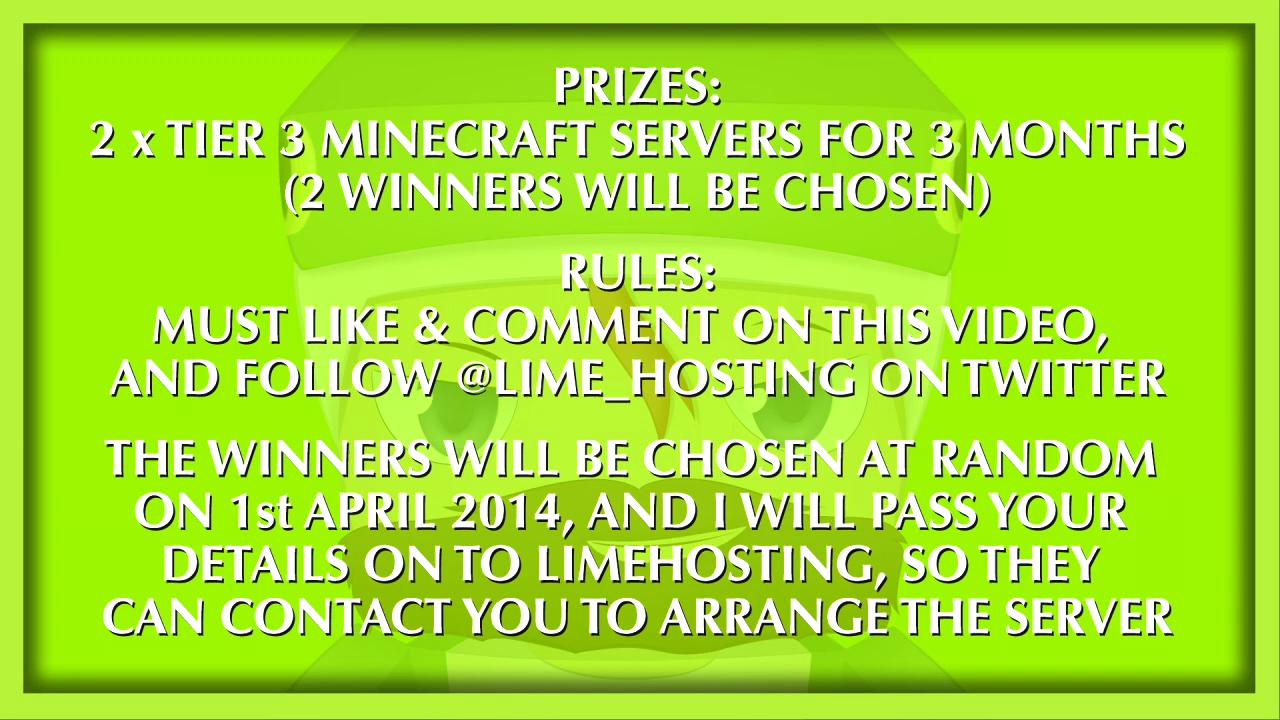 PRIZES:
2 x TIER 3 MINECRAFT SERVERS FOR 3 MONTHS
(2 WINNERS WILL BE CHOSEN)
RULES:
MUST LIKE & COMMENT ON THIS VIDEO,
AND FOLLOW @LIME_HOSTING ON TWITTER
THE WINNERS WILL BE CHOSEN AT RANDOM
ON 1st APRIL 2014, AND I WILL PASS YOUR
DETAILS ON TO LIMEHOSTING, SO THEY
CAN CONTACT YOU TO ARRANGE THE SERVER